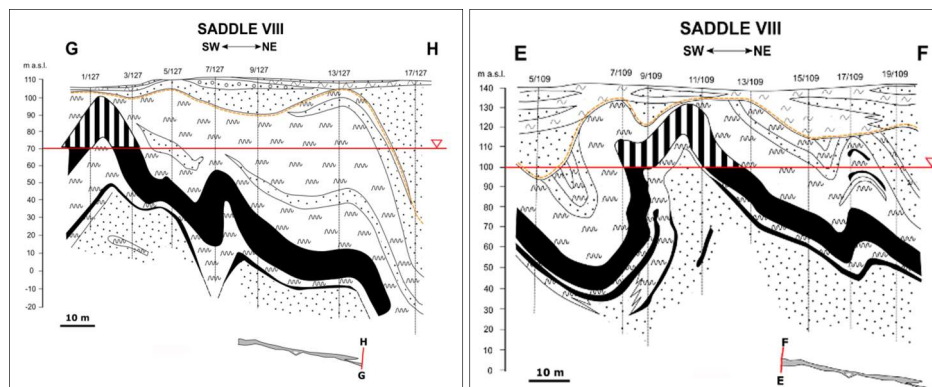 SADDLE VIII
G
SW NE
H
m a.s.l.
1/127 3/127 5/127 7/127 9/127 13/127 17/127
110
100
90
80
70
60
50
40
30
20
10
0
-10
-20
10 m
H
G
SADDLE VIII
E
SW NE
F
m a.s.l.
5/109 7/109 9/109 11/109 13/109 15/109 17/109 19/109
140
130
120
110
100
90
80
70
60
50
40
30
20
10
0
10 m
F
E